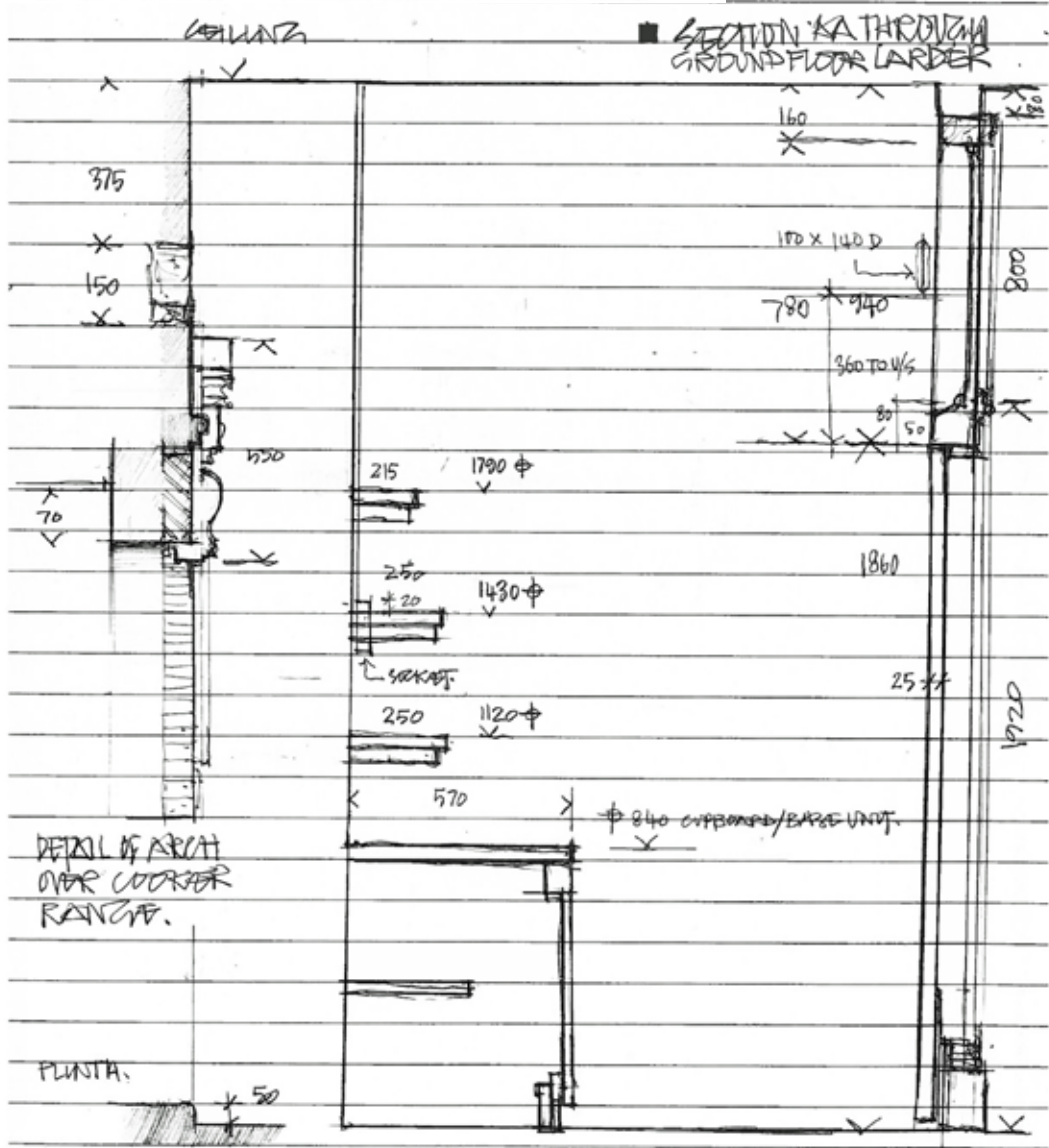 CEILING
SECTION AA THROUGH
GROUND FLOOR LARDER
160
180
375
100 X 140 D
150
780
940
800
360 TO U/S
80
50
550
215
1790
70
250
20
1430
1860
SOCKET.
25
250
1120
1920
570
840 CUPBOARD/BASE UNIT.
DETAIL OF ARCH
OVER COOKER
RANGE.
PLINTH.
50